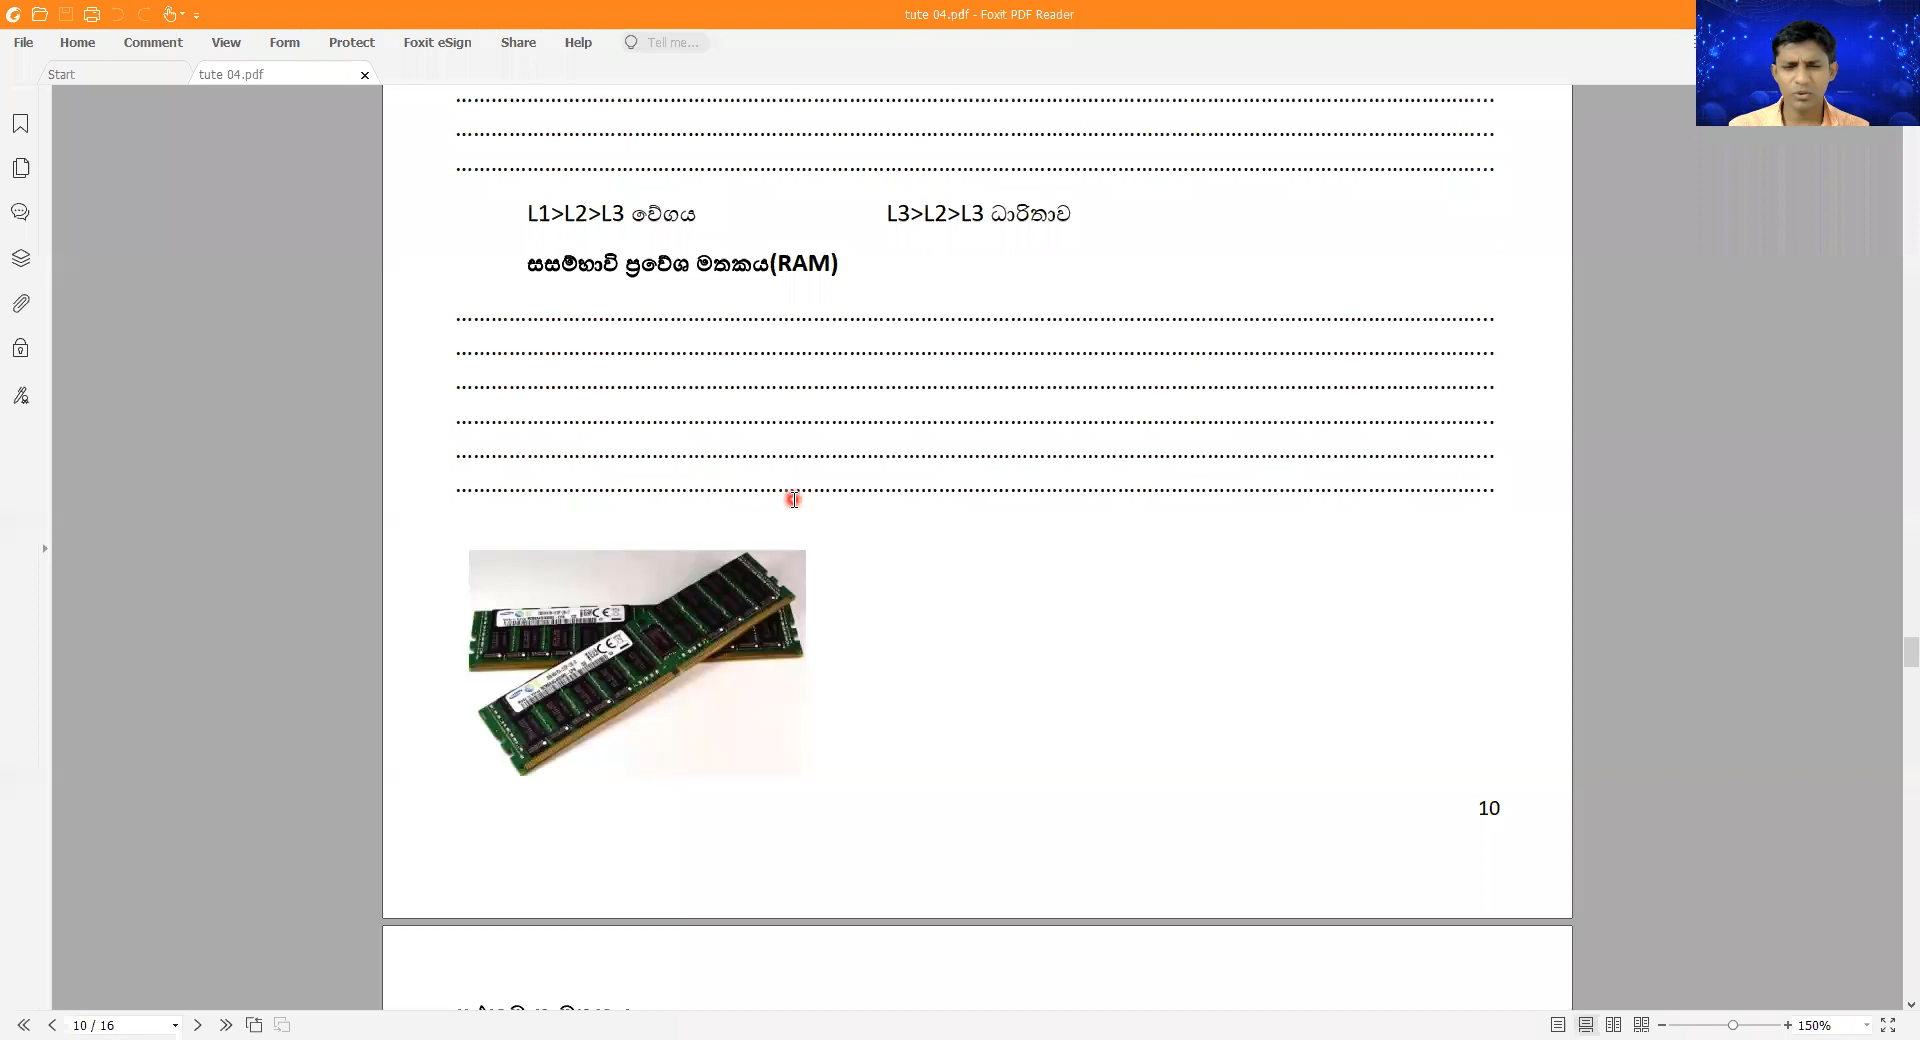 tute 04.pdf - Foxit PDF Reader
File Home Comment View Form Protect Foxit eSign Share Help Tell me...
Start tute 04.pdf
L1>L2>L3 වේගය L3>L2>L3 ධාරිතාව
සසම්භාවි ප්‍රවේශ මතකය(RAM)
10
10 / 16 150%